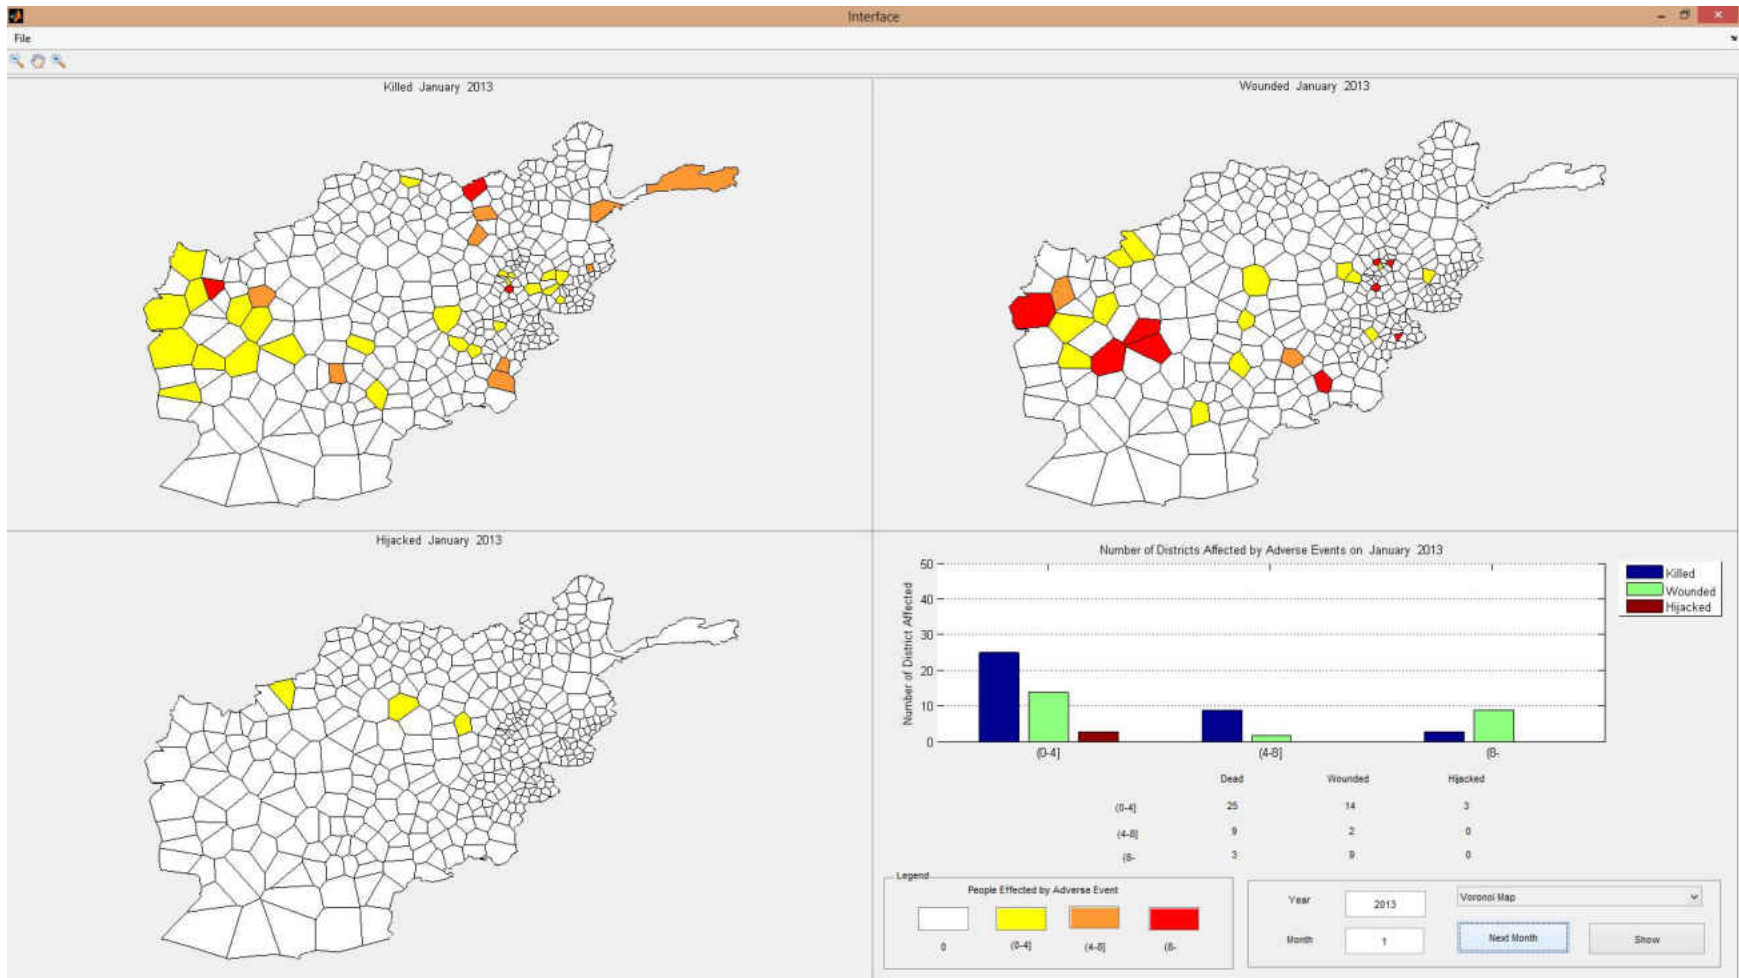 Interface
File
Killed January 2013
Wounded January 2013
Hijacked January 2013
Number of Districts Affected by Adverse Events on January 2013
Number of District Affected
50
40
30
20
10
0
(0-4]
(4-8]
(8-
Killed
Wounded
Hijacked
Dead Wounded Hijacked
(0-4] 25 14 3
(4-8] 9 2 0
(8- 3 9 0
Legend
People Effected by Adverse Event
0 (0-4] (4-8] (8-
Year 2013 Voronoi Map
Month 1 Next Month Show